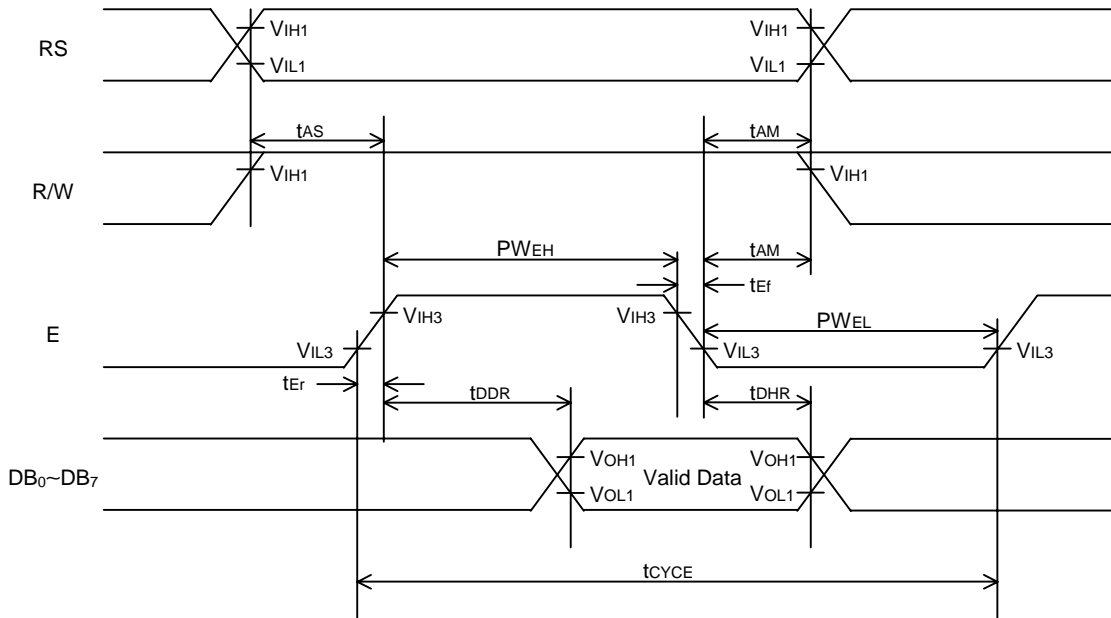 RS
VIH1
VIL1
VIH1
VIL1
tAS
tAM
R/W
VIH1
VIH1
PWEH
tAM
tEf
E
VIH3
VIH3
PWEL
VIL3
VIL3
VIL3
tEr
tDDR
tDHR
DB0~DB7
VOH1
VOL1
Valid Data
VOH1
VOL1
tCYCE